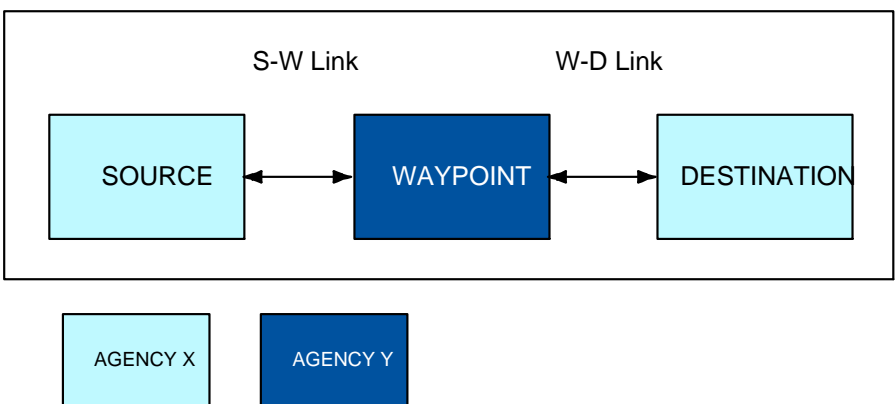 S-W Link W-D Link
SOURCE WAYPOINT DESTINATION
AGENCY X AGENCY Y